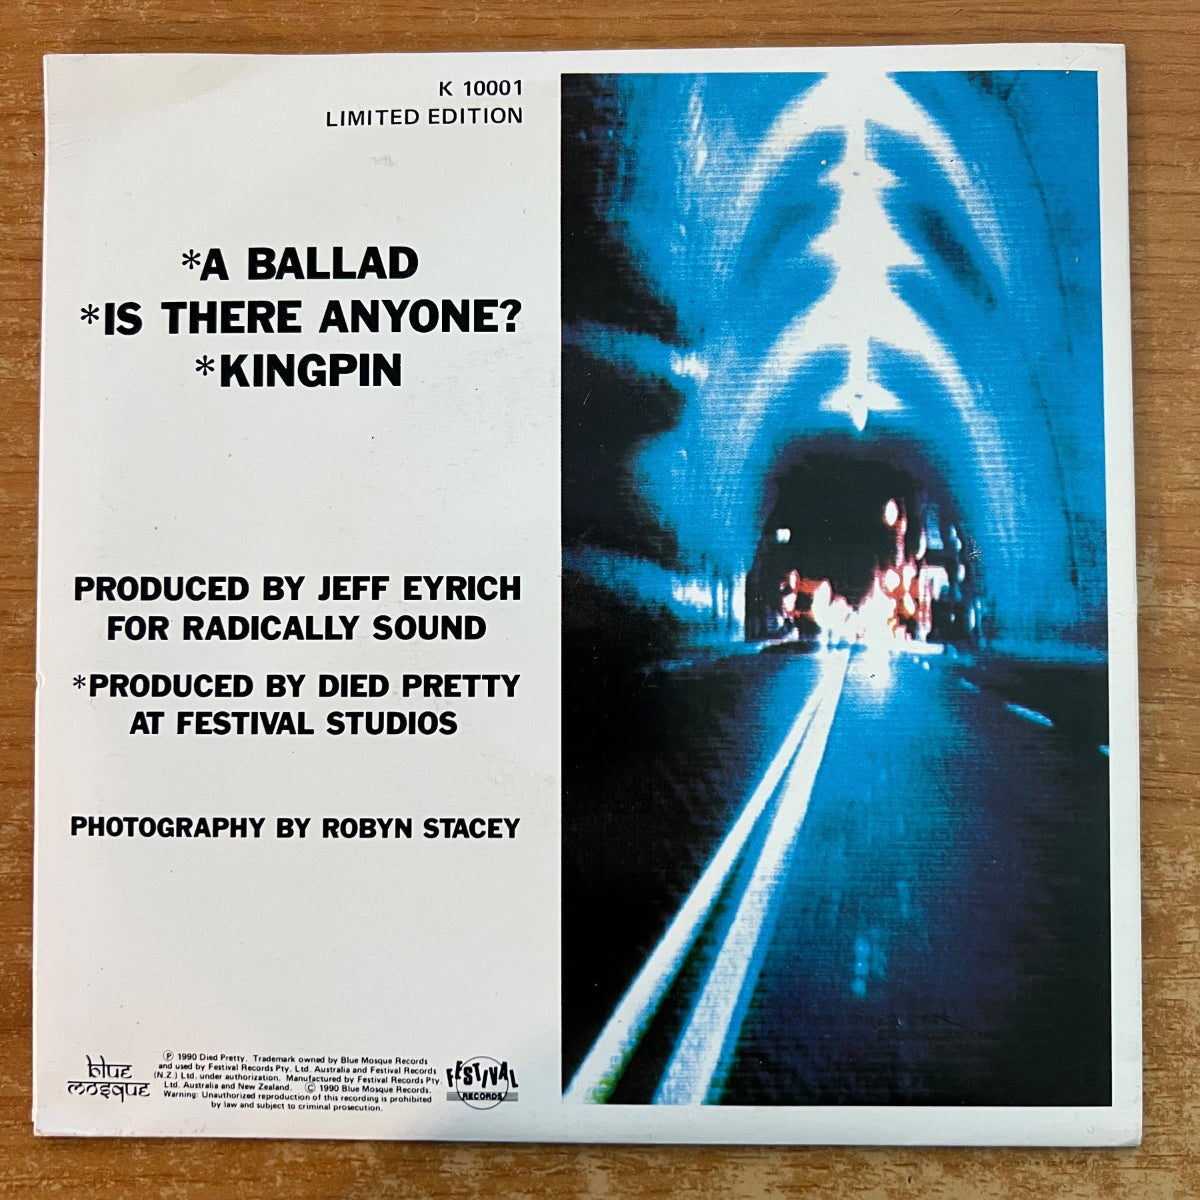 K 10001
LIMITED EDITION
*A BALLAD
*IS THERE ANYONE?
*KINGPIN
PRODUCED BY JEFF EYRICH
FOR RADICALLY SOUND
*PRODUCED BY DIED PRETTY
AT FESTIVAL STUDIOS
PHOTOGRAPHY BY ROBYN STACEY
blue
mosque
℗ 1990 Died Pretty. Trademark owned by Blue Mosque Records
and used by Festival Records Pty. Ltd. Australia and Festival Records
(N.Z.) Ltd. under authorization. Manufactured by Festival Records Pty.
Ltd. Australia and New Zealand. © 1990 Blue Mosque Records.
Warning: Unauthorized reproduction of this recording is prohibited
by law and subject to criminal prosecution.
FESTIVAL
RECORDS